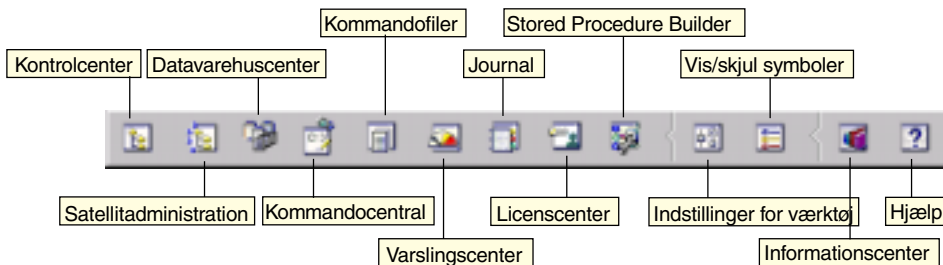 Kommandofiler
Stored Procedure Builder
Kontrolcenter
Datavarehuscenter
Journal
Vis/skjul symboler
Satellitadministration
Kommandocentral
Licenscenter
Indstillinger for værktøj
Hjælp
Varslingscenter
Informationscenter